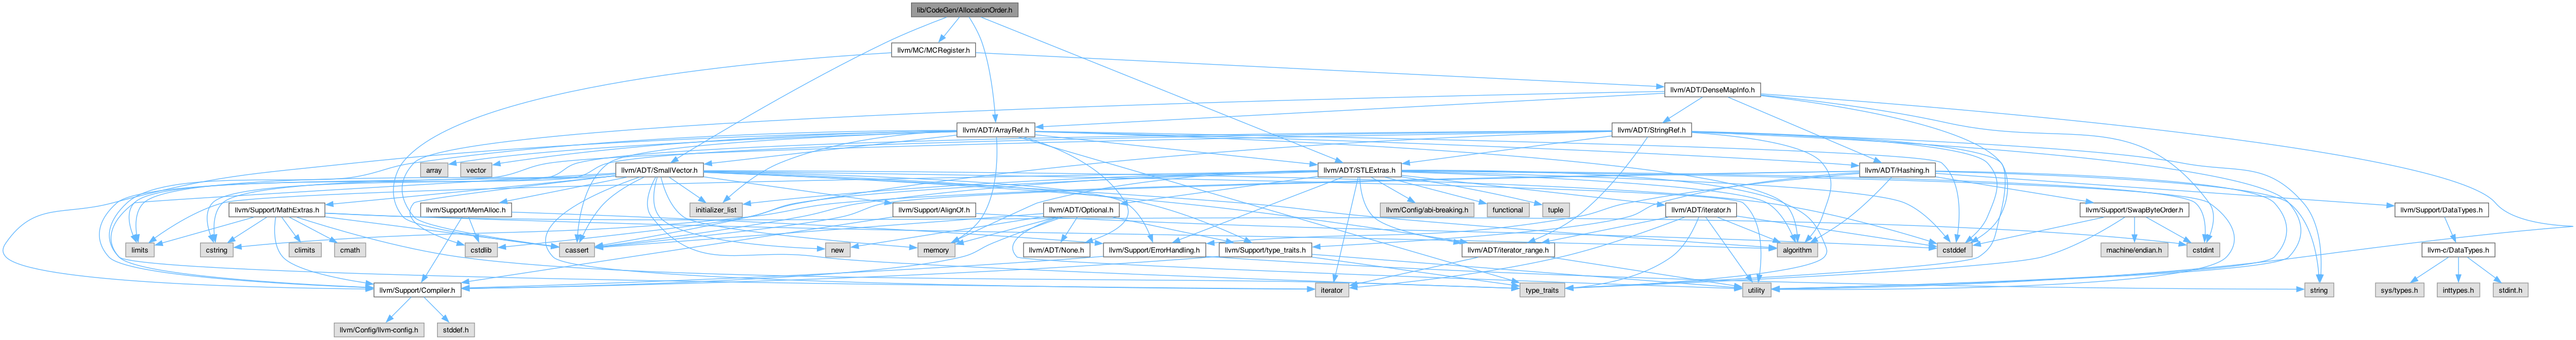 lib/CodeGen/AllocationOrder.h
llvm/MC/MCRegister.h
llvm/ADT/DenseMapInfo.h
llvm/ADT/ArrayRef.h
llvm/ADT/StringRef.h
array
vector
llvm/ADT/SmallVector.h
llvm/ADT/STLExtras.h
llvm/ADT/Hashing.h
llvm/Support/MathExtras.h
llvm/Support/MemAlloc.h
initializer_list
llvm/Support/AlignOf.h
llvm/ADT/Optional.h
llvm/Config/abi-breaking.h
functional
tuple
llvm/ADT/iterator.h
llvm/Support/SwapByteOrder.h
llvm/Support/DataTypes.h
limits
cstring
climits
cmath
cstdlib
cassert
new
memory
llvm/ADT/None.h
llvm/Support/ErrorHandling.h
llvm/Support/type_traits.h
llvm/ADT/iterator_range.h
algorithm
cstddef
machine/endian.h
cstdint
llvm-c/DataTypes.h
llvm/Support/Compiler.h
iterator
type_traits
utility
string
sys/types.h
inttypes.h
stdint.h
llvm/Config/llvm-config.h
stddef.h